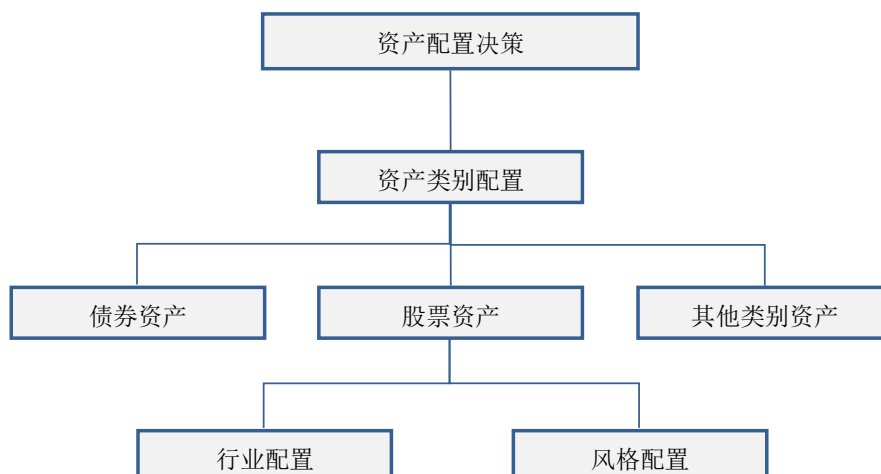 资产配置决策
资产类别配置
债券资产
股票资产
其他类别资产
行业配置
风格配置